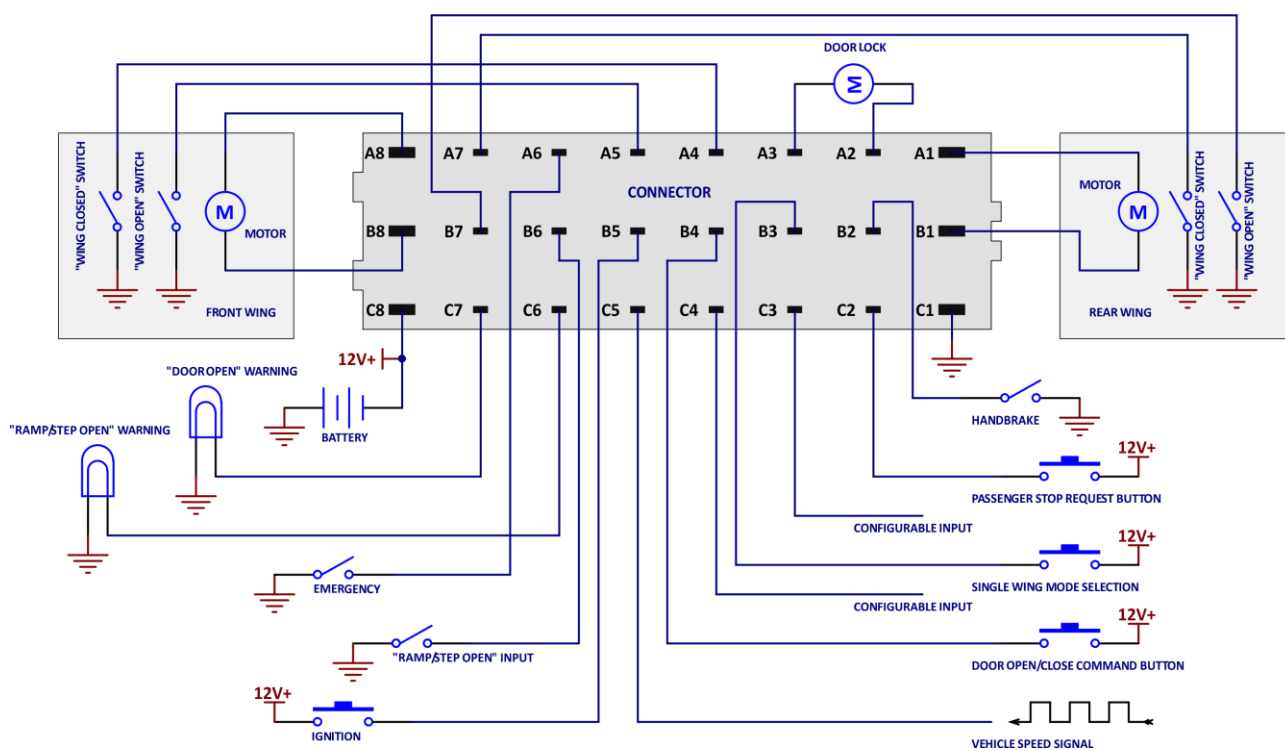 DOOR LOCK
M
"WING CLOSED" SWITCH
"WING OPEN" SWITCH
M
MOTOR
FRONT WING
A8 A7 A6 A5 A4 A3 A2 A1
CONNECTOR
B8 B7 B6 B5 B4 B3 B2 B1
C8 C7 C6 C5 C4 C3 C2 C1
MOTOR
M
"WING CLOSED" SWITCH
"WING OPEN" SWITCH
REAR WING
12V+
"DOOR OPEN" WARNING
BATTERY
"RAMP/STEP OPEN" WARNING
HANDBRAKE
12V+
PASSENGER STOP REQUEST BUTTON
CONFIGURABLE INPUT
12V+
EMERGENCY
SINGLE WING MODE SELECTION
CONFIGURABLE INPUT
12V+
"RAMP/STEP OPEN" INPUT
DOOR OPEN/CLOSE COMMAND BUTTON
12V+
IGNITION
VEHICLE SPEED SIGNAL